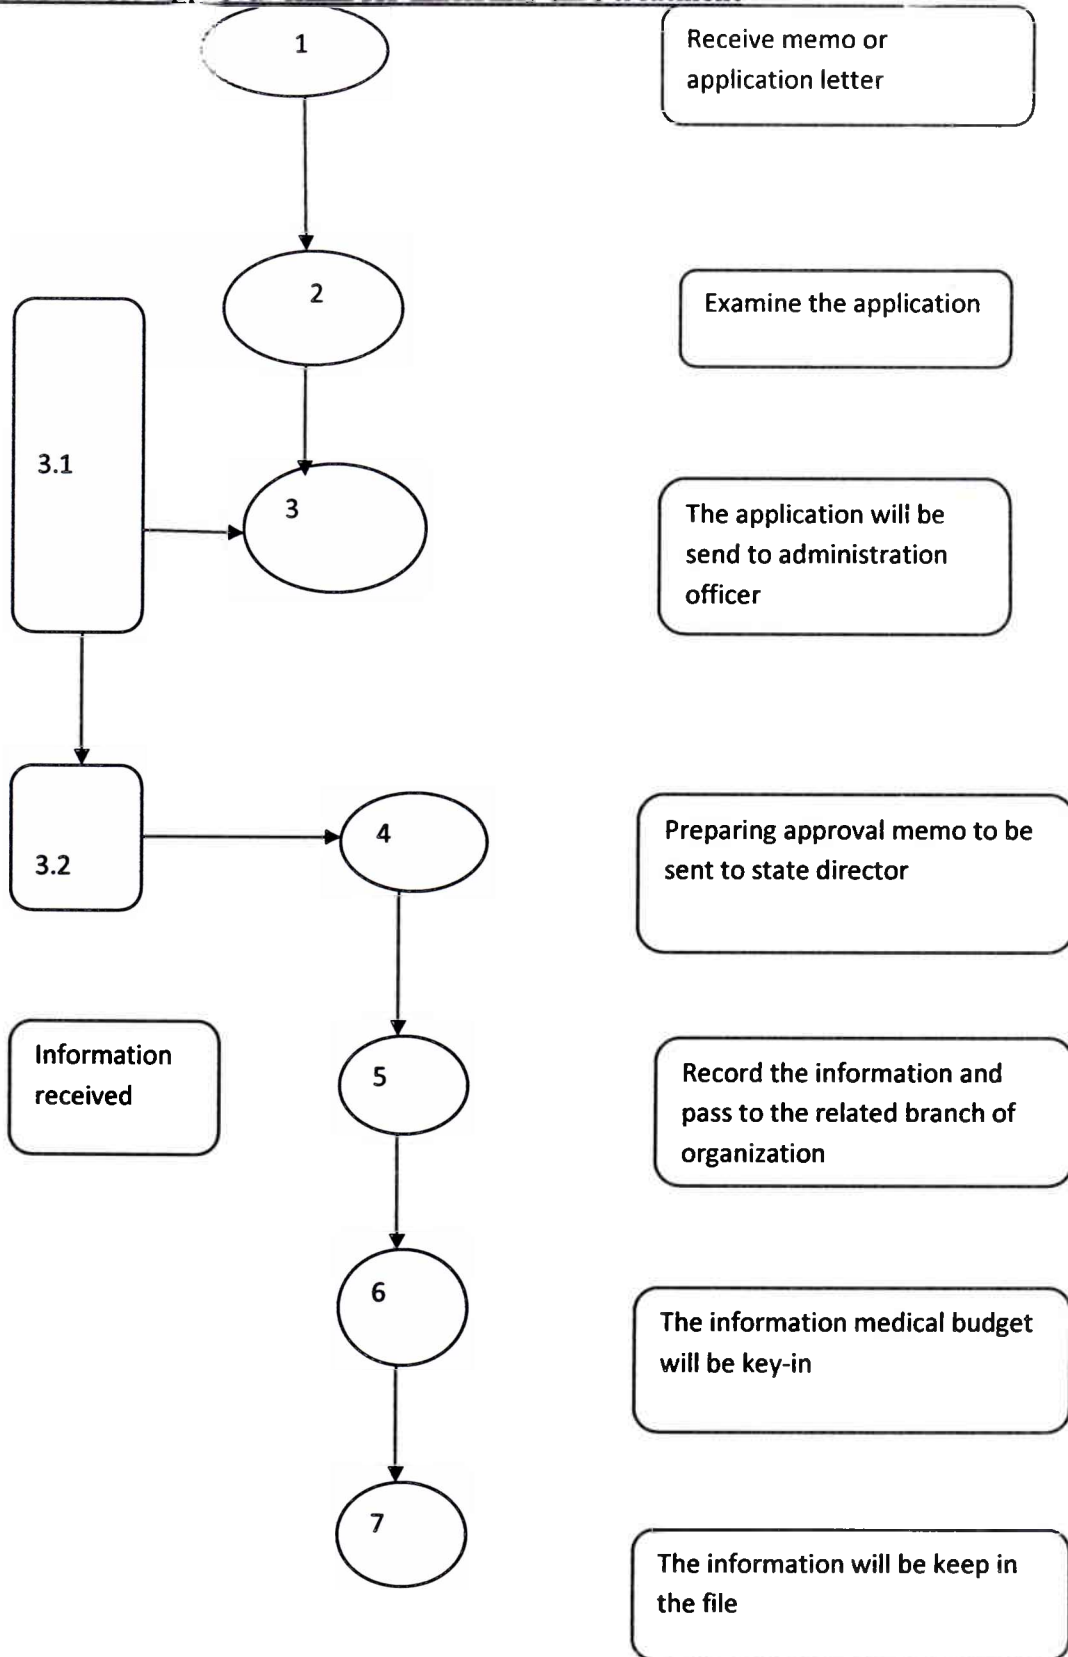 1
Receive memo or
application letter
2
Examine the application
3.1
3
The application will be
send to administration
officer
3.2
4
Preparing approval memo to be
sent to state director
Information
received
5
Record the information and
pass to the related branch of
organization
6
The information medical budget
will be key-in
7
The information will be keep in
the file